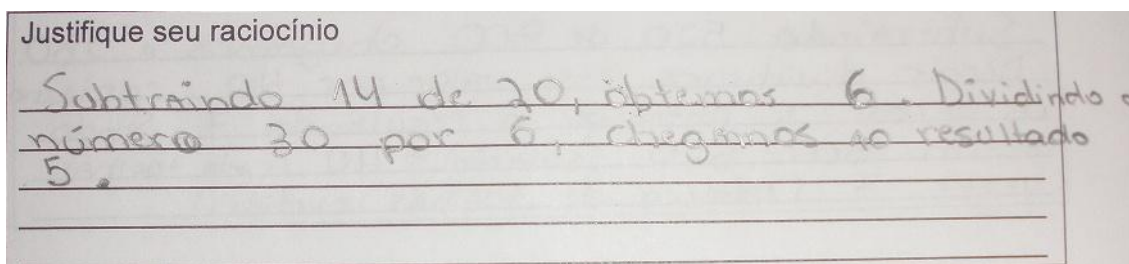 Justifique seu raciocínio
Subtraindo 14 de 20, obtemos 6. Dividindo o
número 30 por 6, chegamos ao resultado
5.